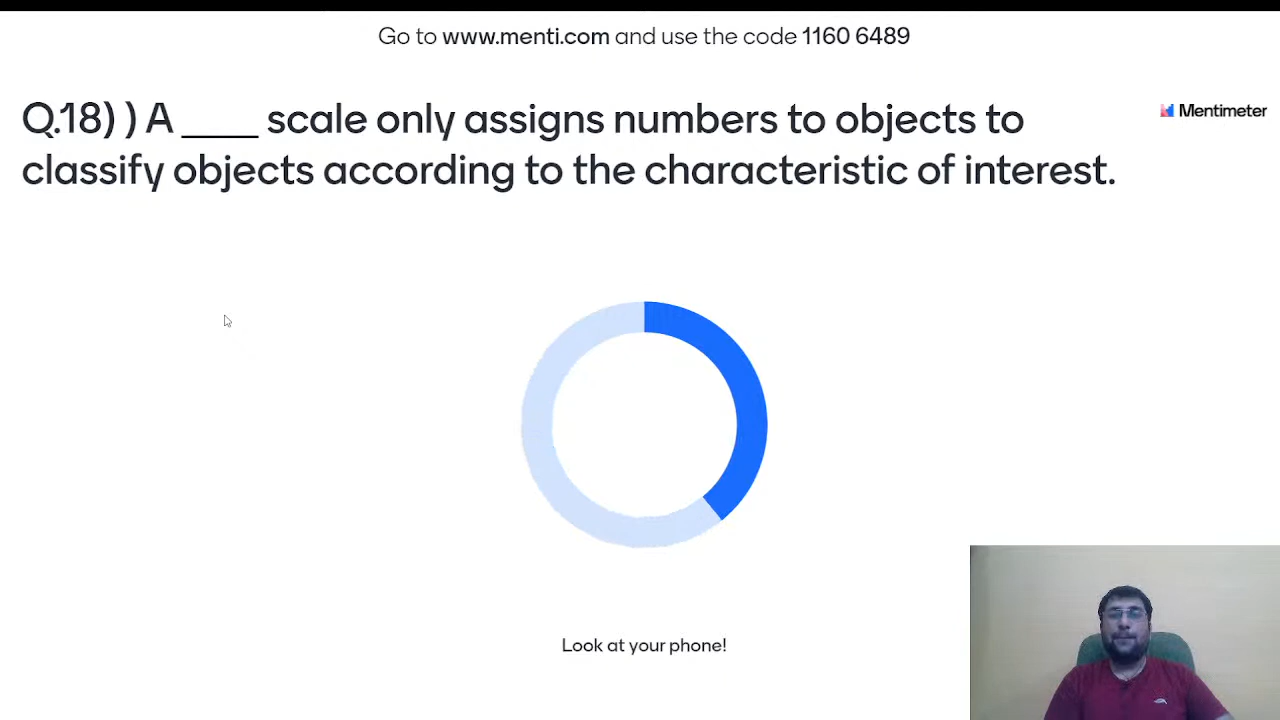 Go to www.menti.com and use the code 1160 6489
Q.18) ) A ____ scale only assigns numbers to objects to
classify objects according to the characteristic of interest.
Mentimeter
Look at your phone!